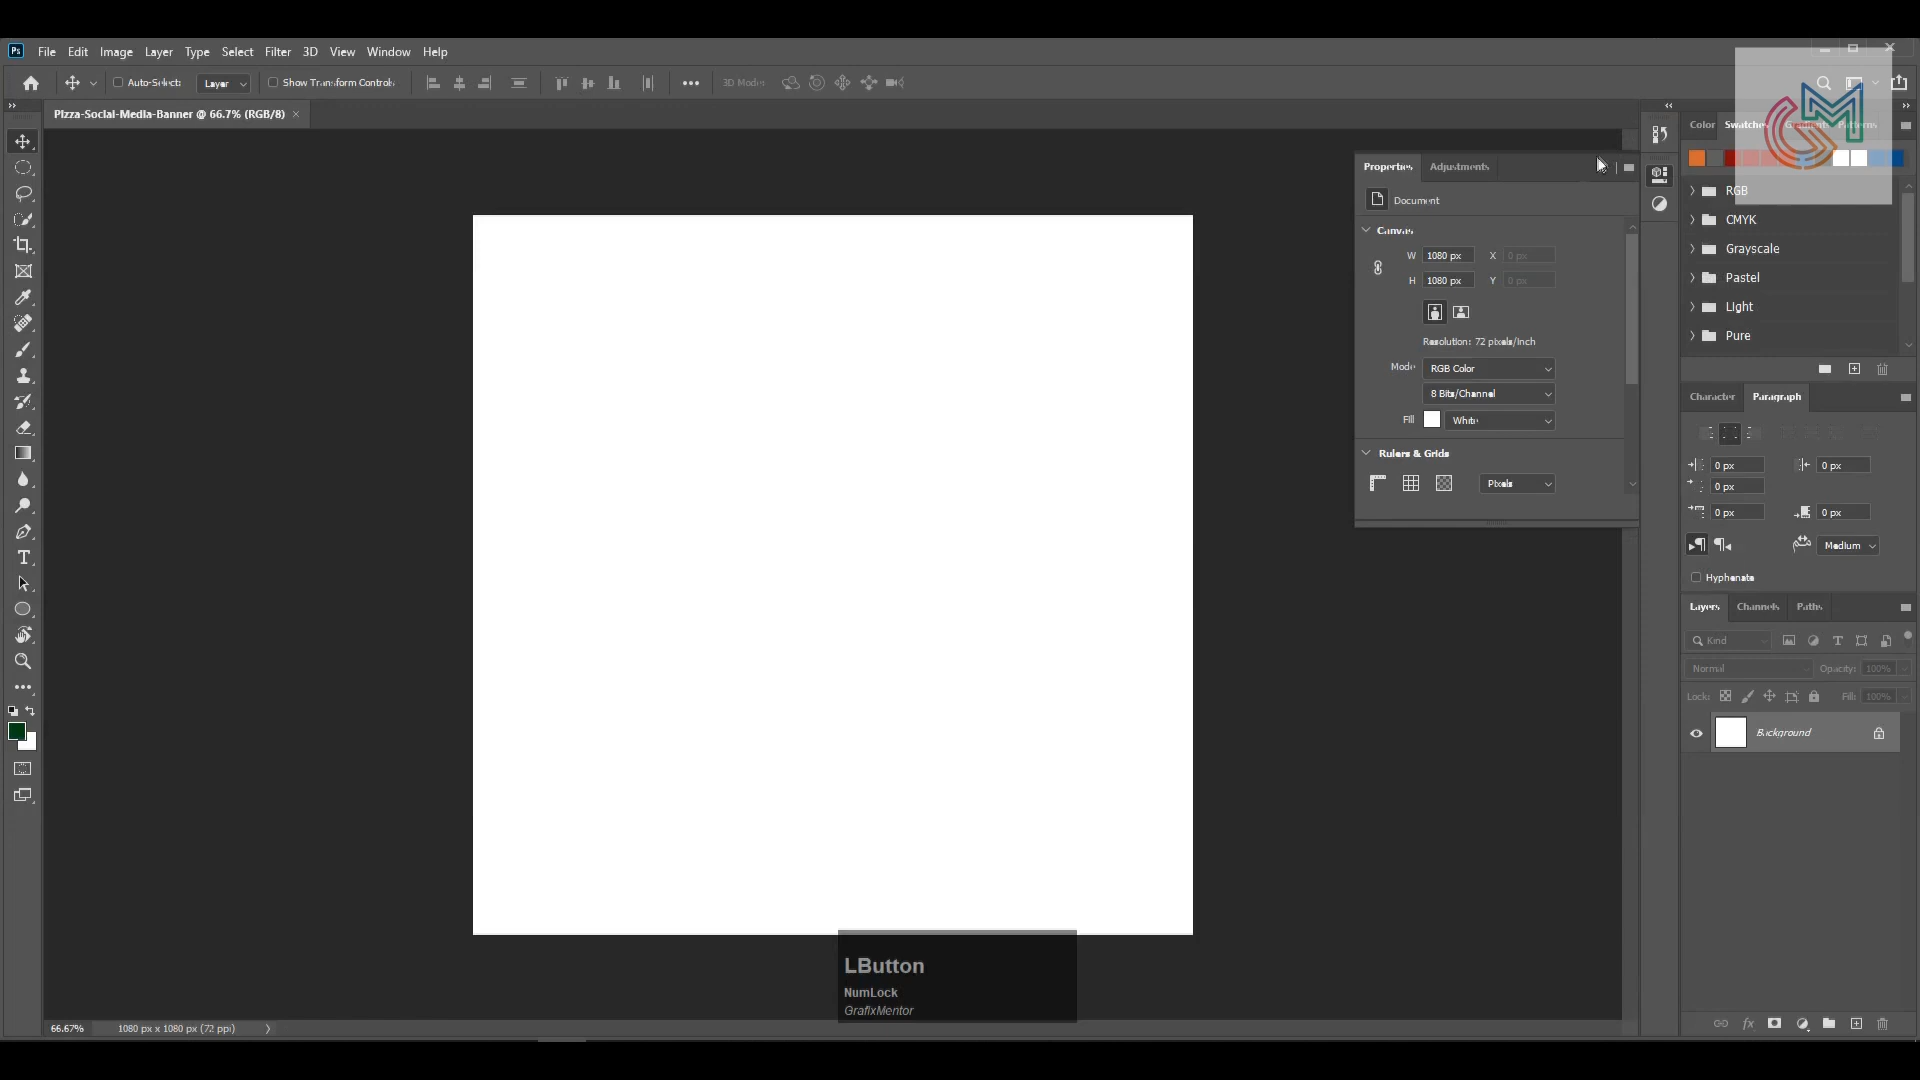 Ps File Edit Image Layer Type Select Filter 3D View Window Help
Auto-Select: Layer Show Transform Controls 3D Mode:
Pizza-Social-Media-Banner @ 66.7% (RGB/8) ×
Color Swatches Gradients Patterns
Properties Adjustments
Document
RGB
Canvas
CMYK
W 1080 px X 0 px
Grayscale
H 1080 px Y 0 px
Pastel
Light
Resolution: 72 pixels/inch
Pure
Mode RGB Color
8 Bits/Channel
Fill White
Character Paragraph
Rulers & Grids
Pixels
0 px 0 px
0 px
0 px 0 px
Medium
Hyphenate
Layers Channels Paths
Kind
Normal Opacity: 100%
Lock: Fill: 100%
Background
LButton
NumLock
GrafixMentor
66.67% 1080 px x 1080 px (72 ppi)